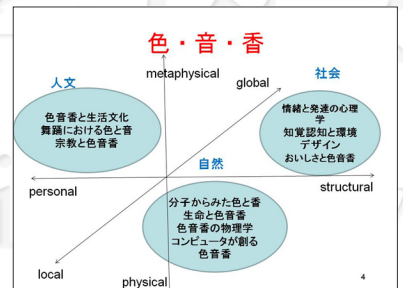 色・音・香
人文
metaphysical
global
社会
色音香と生活文化
舞踊における色と音
宗教と色音香
情緒と発達の心理
学
知覚認知と環境
デザイン
おいしさと色音香
自然
personal
structural
分子からみた色と香
生命と色音香
色音香の物理学
コンピュータが創る
色音香
local
physical
4